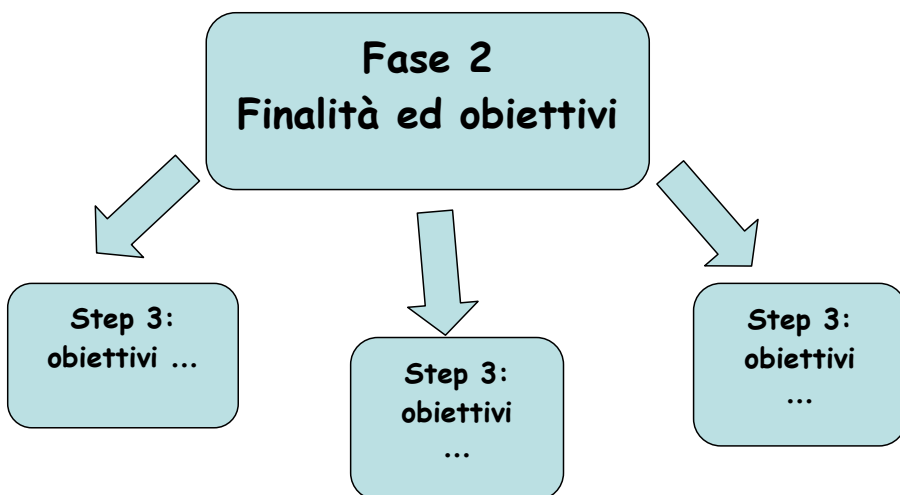 Fase 2
Finalità ed obiettivi
Step 3:
obiettivi ...
Step 3:
obiettivi
...
Step 3:
obiettivi
...